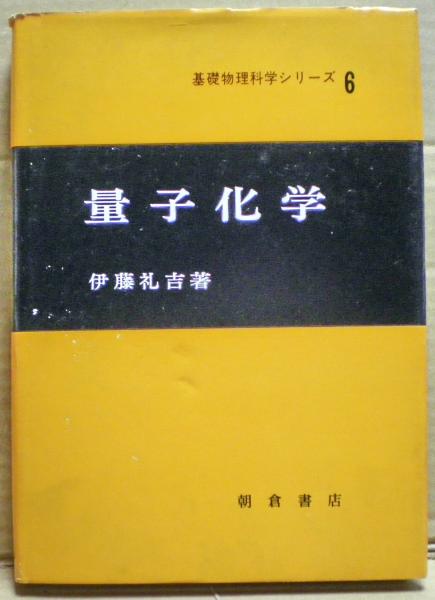 基礎物理科学シリーズ 6
量子化学
伊藤礼吉著
朝倉書店